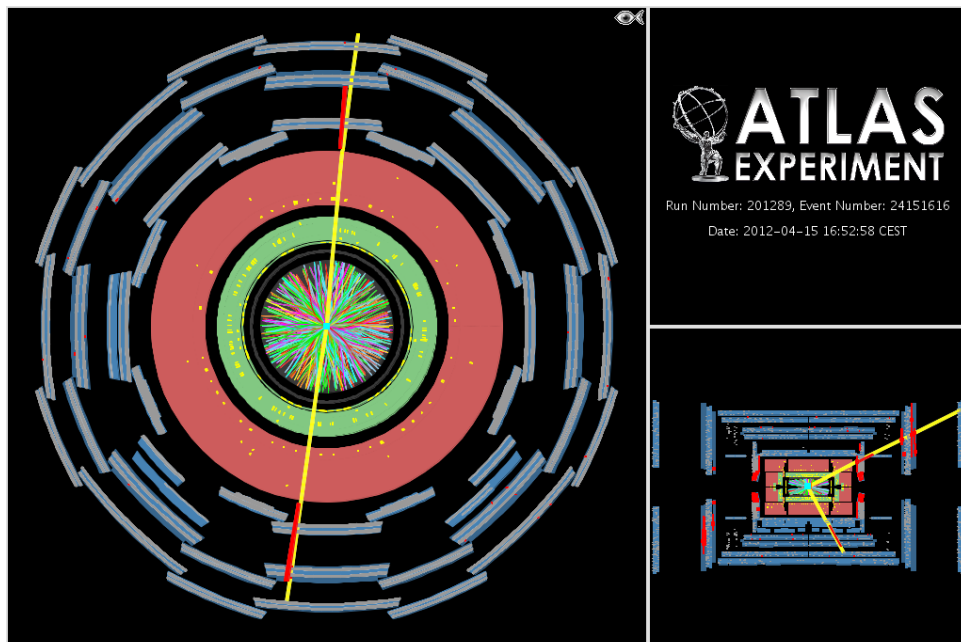 ATLAS
EXPERIMENT
Run Number: 201289, Event Number: 24151616
Date: 2012-04-15 16:52:58 CEST